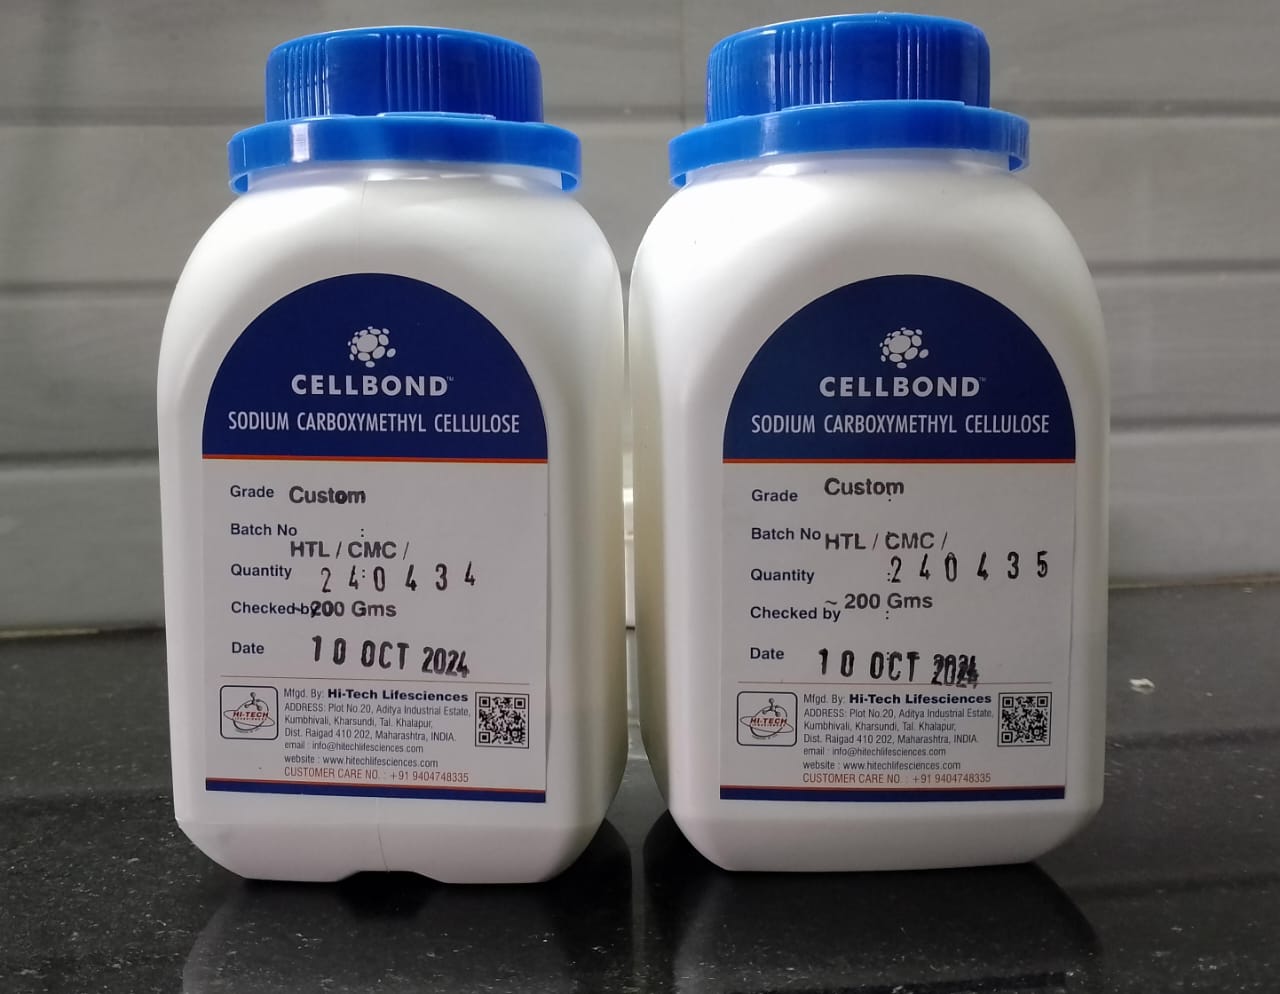 CELLBOND™
SODIUM CARBOXYMETHYL CELLULOSE
Grade Custom
Batch No :
HTL / CMC /
Quantity : 240434
Checked by ~ 200 Gms
Date 10 OCT 2024
HI-TECH
Mfgd. By: Hi-Tech Lifesciences
ADDRESS: Plot No.20, Aditya Industrial Estate,
Kumbhivali, Kharsundi, Tal. Khalapur,
Dist. Raigad 410 202, Maharashtra, INDIA.
email : info@hitechlifesciences.com
website : www.hitechlifesciences.com
CUSTOMER CARE NO. : +91 9404748335
CELLBOND™
SODIUM CARBOXYMETHYL CELLULOSE
Grade Custom :
Batch No HTL / CMC /
Quantity : 240435
~ 200 Gms
Checked by :
Date 10 OCT 2024
HI-TECH
Mfg. By: Hi-Tech Lifesciences
ADDRESS: Plot No.20, Aditya Industrial Estate,
Kumbhivali, Kharsundi, Tal. Khalapur,
Dist. Raigad 410 202, Maharashtra, INDIA.
email : info@hitechlifesciences.com
website : www.hitechlifesciences.com
CUSTOMER CARE NO. : +91 9404748335